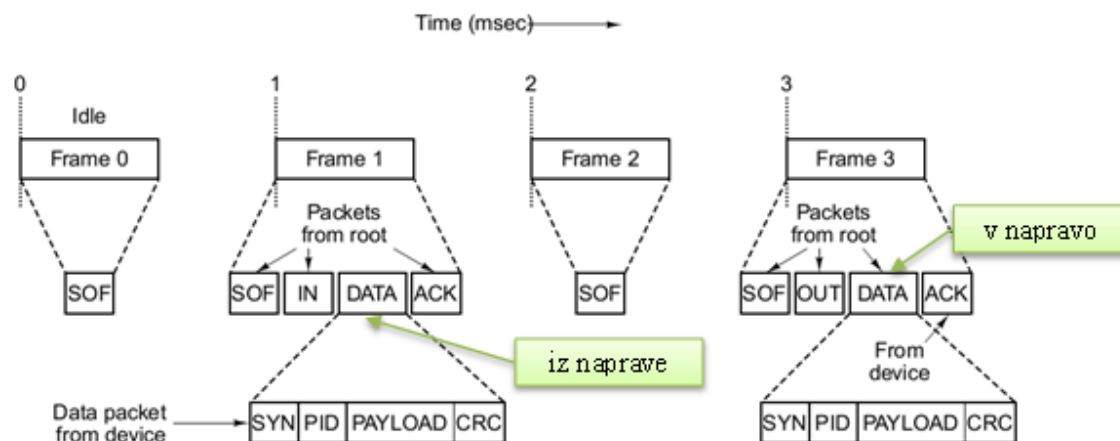 Time (msec)
0
1
2
3
Idle
Frame 0
Frame 1
Frame 2
Frame 3
Packets
from root
Packets
from root
v napravo
SOF
SOF IN DATA ACK
SOF
SOF OUT DATA ACK
iz naprave
From
device
Data packet
from device
SYN PID PAYLOAD CRC
SYN PID PAYLOAD CRC